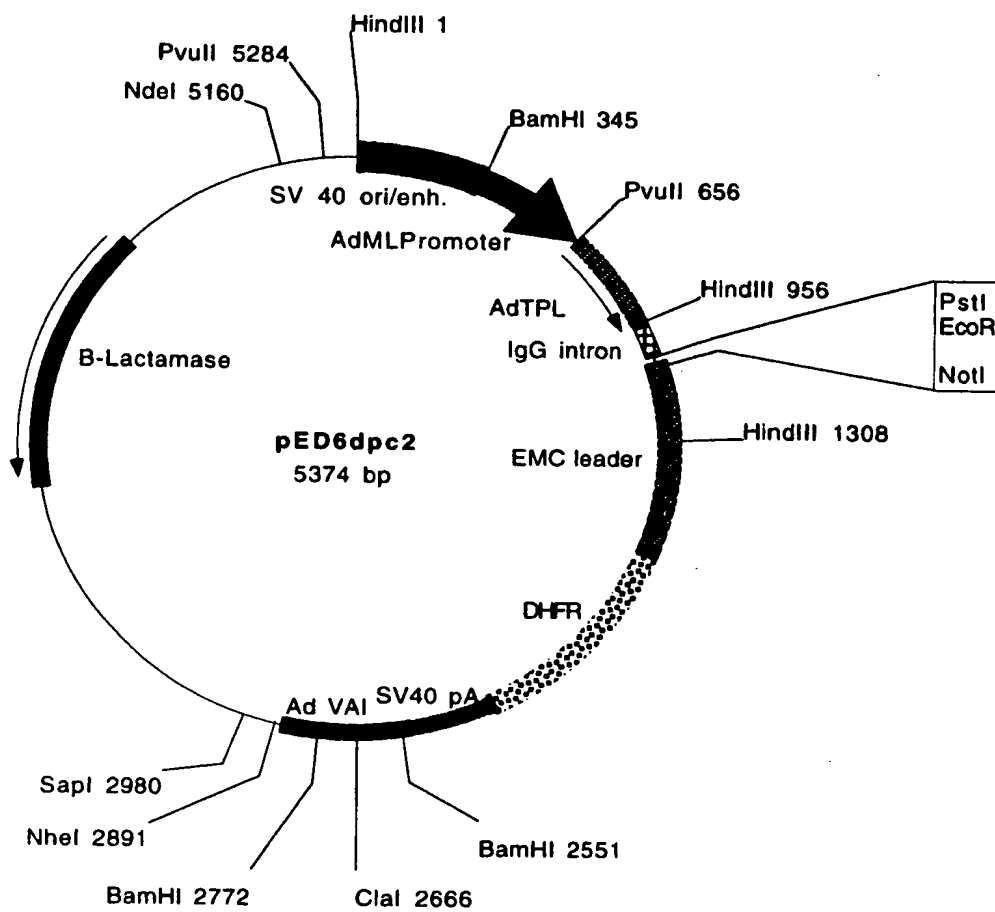 HindIII 1
PvuII 5284
NdeI 5160
BamHI 345
SV 40 ori/enh.
PvuII 656
AdMLPromoter
HindIII 956
AdTPL
PstI
EcoR
IgG intron
B-Lactamase
NotI
HindIII 1308
pED6dpc2
EMC leader
5374 bp
DHFR
SV40 pA
Ad VAI
SapI 2980
NheI 2891
BamHI 2551
BamHI 2772
ClaI 2666